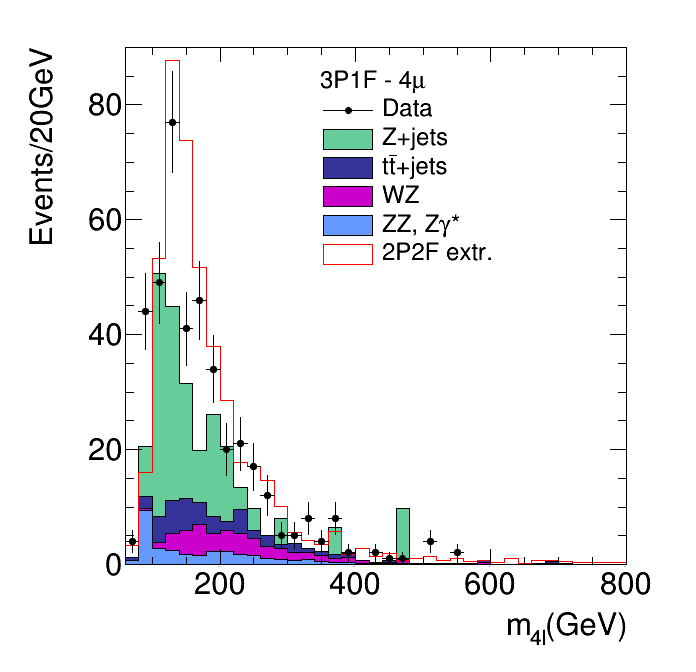 Events/20GeV
80
60
40
20
0
3P1F - 4μ
Data
Z+jets
tt̄+jets
WZ
ZZ, Zγ*
2P2F extr.
200
400
600
800
m4l(GeV)